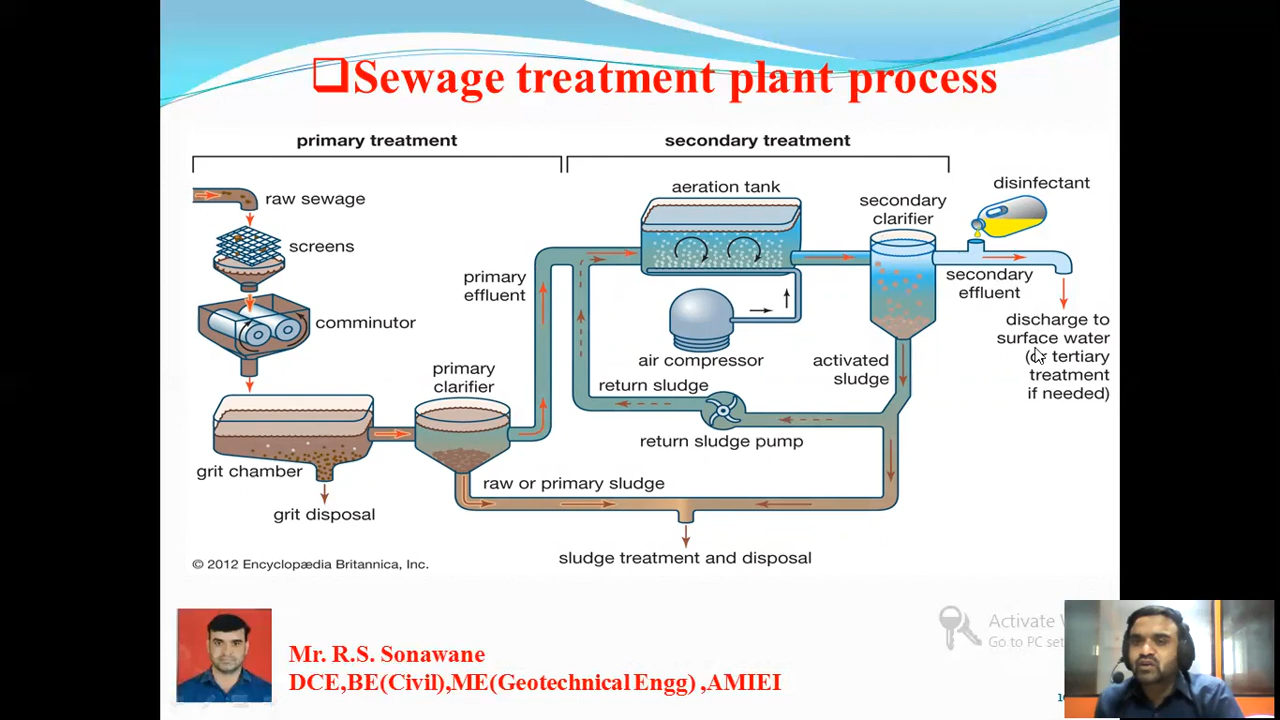 Sewage treatment plant process
primary treatment
secondary treatment
raw sewage
screens
comminutor
grit chamber
grit disposal
primary
clarifier
primary
effluent
raw or primary sludge
aeration tank
air compressor
return sludge
return sludge pump
secondary
clarifier
activated
sludge
sludge treatment and disposal
disinfectant
secondary
effluent
discharge to
surface water
(or tertiary
treatment
if needed)
© 2012 Encyclopædia Britannica, Inc.
Mr. R.S. Sonawane
DCE,BE(Civil),ME(Geotechnical Engg) ,AMIEI
Activate
Go to PC